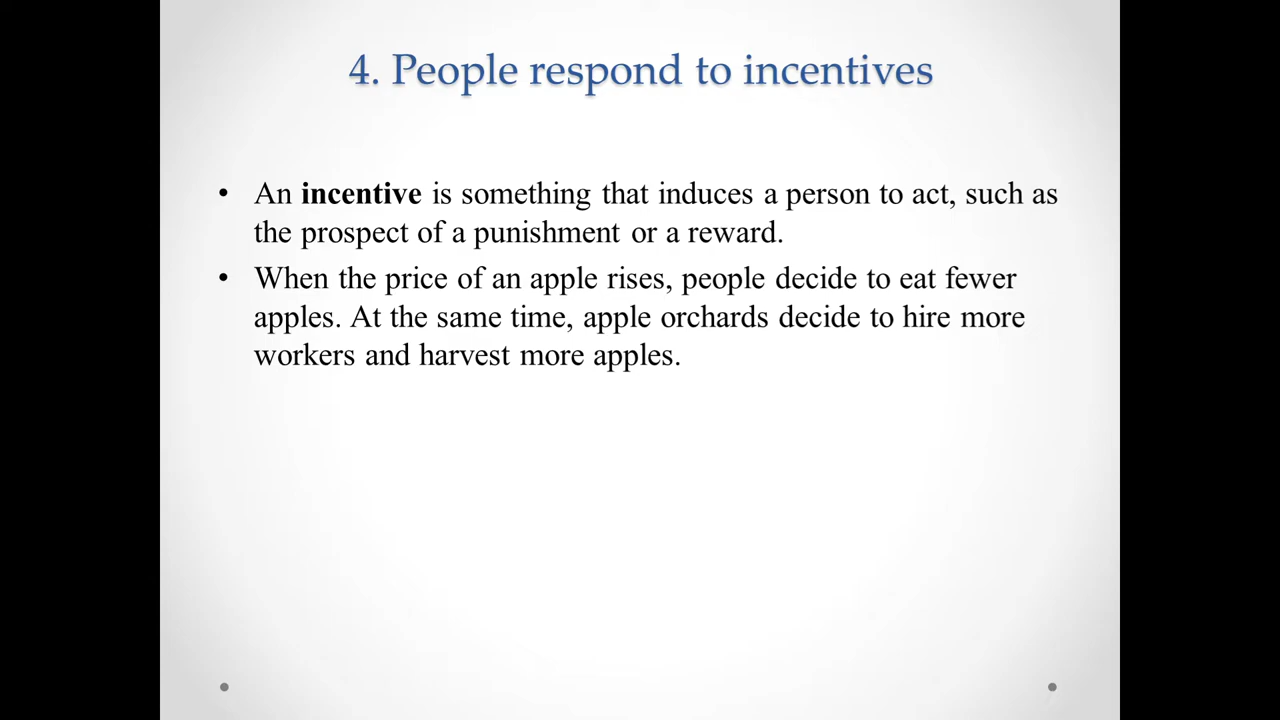 4. People respond to incentives
• An incentive is something that induces a person to act, such as
the prospect of a punishment or a reward.
• When the price of an apple rises, people decide to eat fewer
apples. At the same time, apple orchards decide to hire more
workers and harvest more apples.